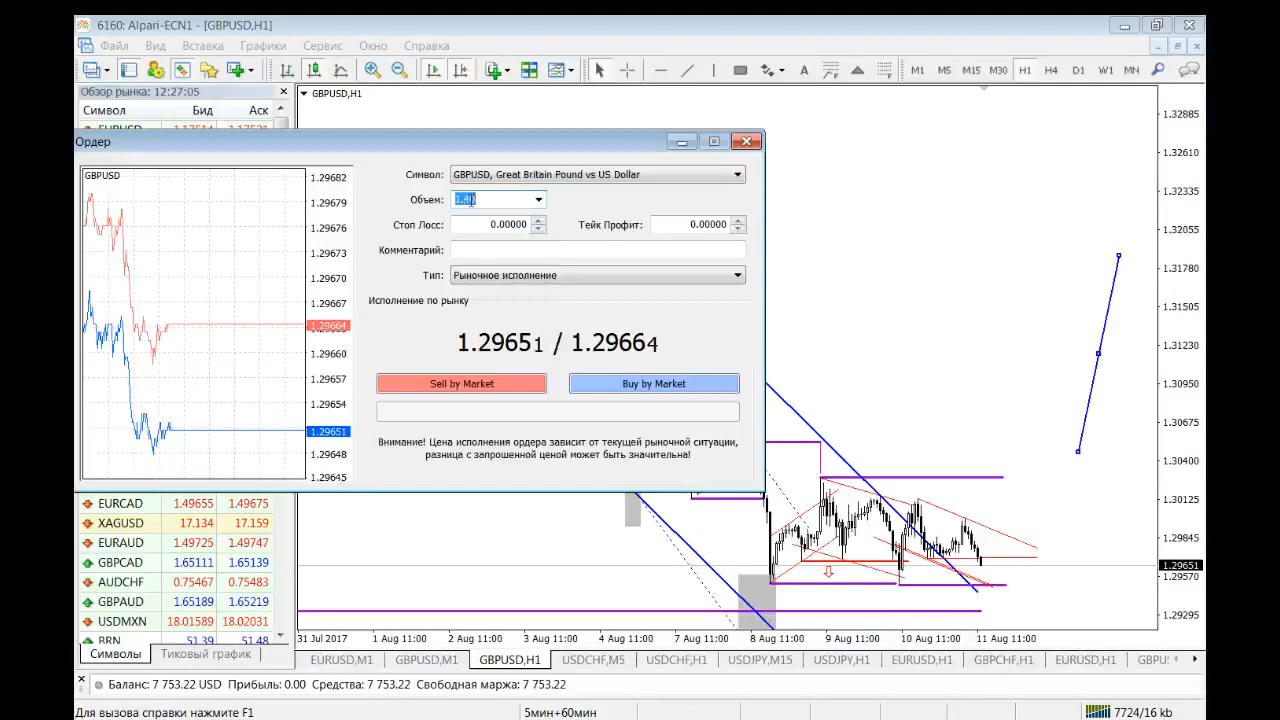 6160: Alpari-ECN1 - [GBPUSD,H1]
Файл Вид Вставка Графики Сервис Окно Справка
A M1 M5 M15 M30 H1 H4 D1 W1 MN
Обзор рынка: 12:27:05
Символ Бид Аск
GBPUSD,H1
Ордер
GBPUSD
1.29682
1.29679
1.29676
1.29673
1.29670
1.29667
1.29664
1.29660
1.29657
1.29654
1.29651
1.29648
1.29645
Символ: GBPUSD, Great Britain Pound vs US Dollar
Объем: 1.40
Стоп Лосс: 0.00000 Тейк Профит: 0.00000
Комментарий:
Тип: Рыночное исполнение
Исполнение по рынку
1.29651 / 1.29664
Sell by Market Buy by Market
Внимание! Цена исполнения ордера зависит от текущей рыночной ситуации,
разница с запрошенной ценой может быть значительна!
EURCAD 1.49655 1.49675
XAGUSD 17.134 17.159
EURAUD 1.49725 1.49747
GBPCAD 1.65111 1.65139
AUDCHF 0.75467 0.75483
GBPAUD 1.65189 1.65219
USDMXN 18.01589 18.02031
BRN 51.39 51.48
Символы Тиковый график
1.32885
1.32610
1.32335
1.32055
1.31780
1.31505
1.31230
1.30950
1.30675
1.30400
1.30125
1.29845
1.29651
1.29570
1.29295
31 Jul 2017 1 Aug 11:00 2 Aug 11:00 3 Aug 11:00 4 Aug 11:00 7 Aug 11:00 8 Aug 11:00 9 Aug 11:00 10 Aug 11:00 11 Aug 11:00
EURUSD,M1 GBPUSD,M1 GBPUSD,H1 USDCHF,M5 USDCHF,H1 USDJPY,M15 USDJPY,H1 EURUSD,H1 GBPCHF,H1 EURUSD,H1 GBPU
Баланс: 7 753.22 USD Прибыль: 0.00 Средства: 7 753.22 Свободная маржа: 7 753.22
Для вызова справки нажмите F1 5мин+60мин 7724/16 kb